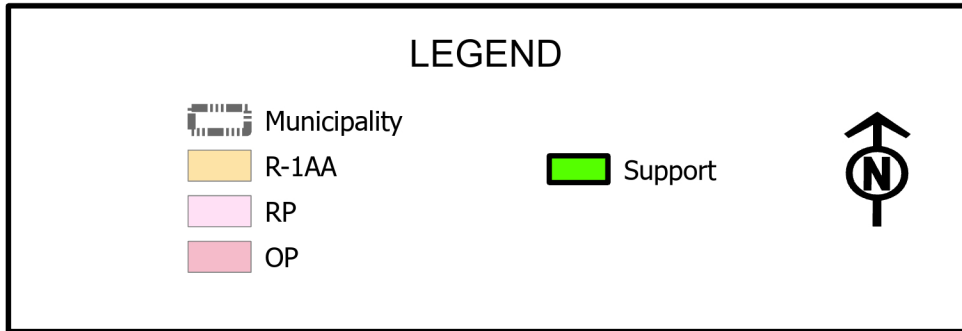 LEGEND
Municipality
R-1AA
RP
OP
Support
N